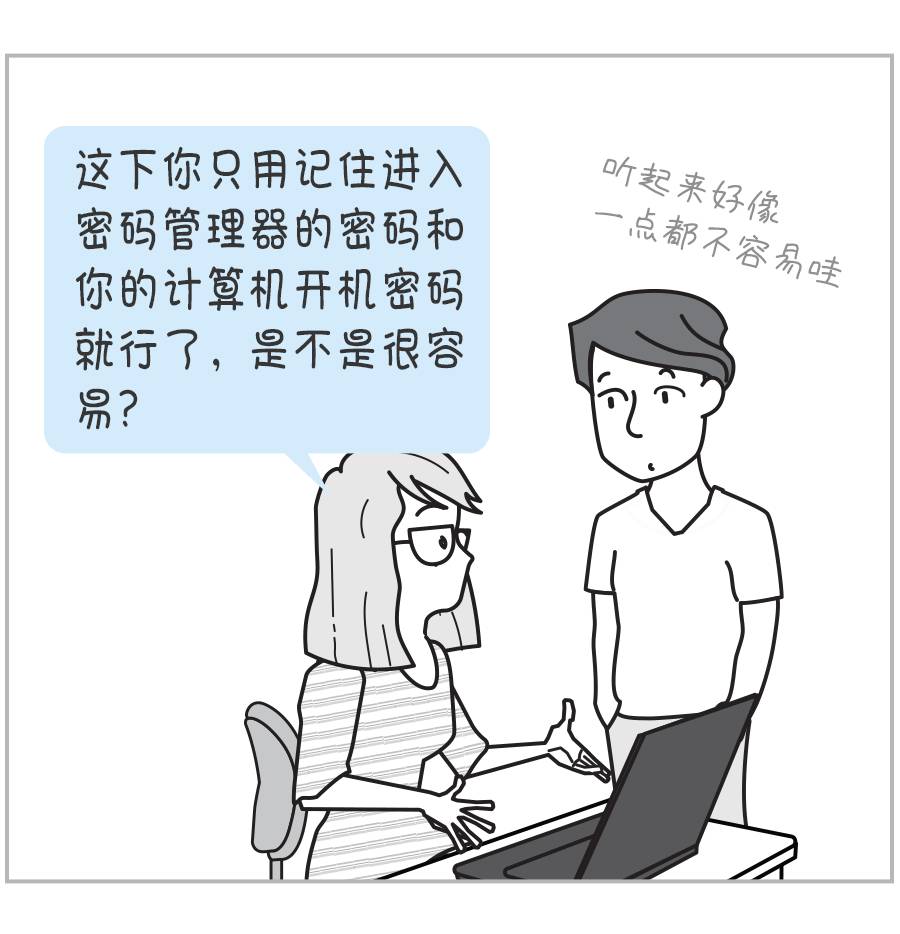 这下你只用记住进入
密码管理器的密码和
你的计算机开机密码
就行了，是不是很容
易？
听起来好像
一点都不容易哇